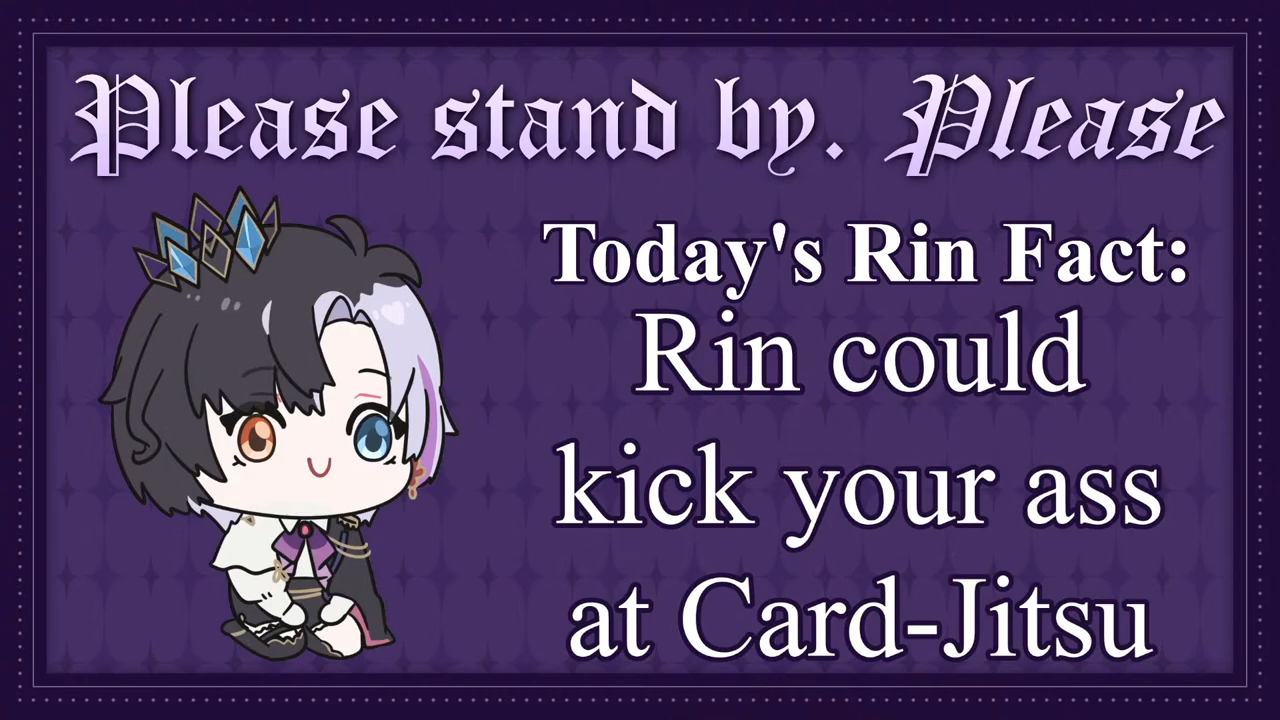 Please stand by. Please
Today's Rin Fact:
Rin could
kick your ass
at Card-Jitsu